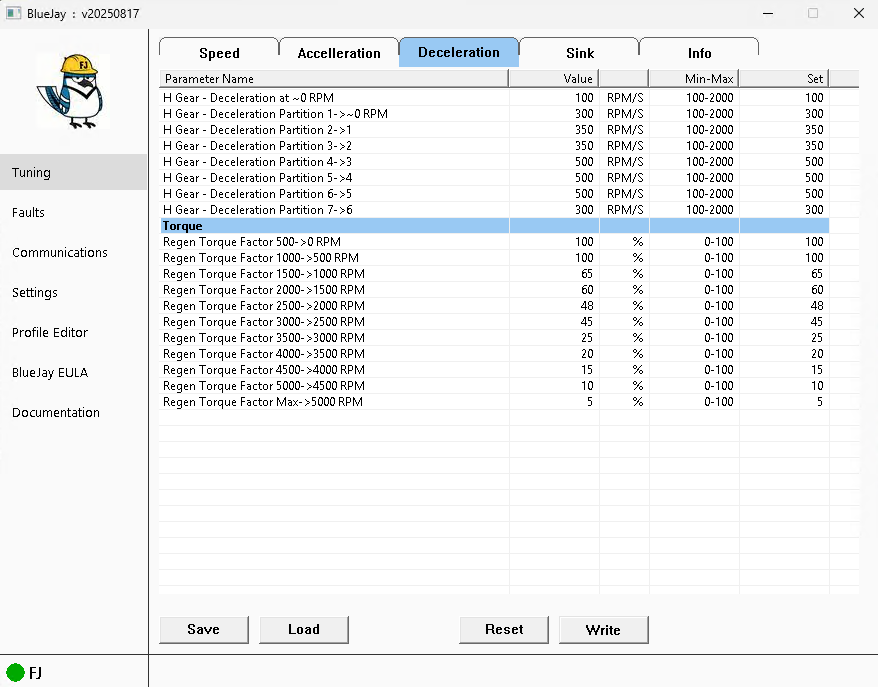 BlueJay : v20250817
FJ
Tuning
Faults
Communications
Settings
Profile Editor
BlueJay EULA
Documentation
Speed Accelleration Deceleration Sink Info
Parameter Name Value Min-Max Set
H Gear - Deceleration at ~0 RPM 100 RPM/S 100-2000 100
H Gear - Deceleration Partition 1->~0 RPM 300 RPM/S 100-2000 300
H Gear - Deceleration Partition 2->1 350 RPM/S 100-2000 350
H Gear - Deceleration Partition 3->2 350 RPM/S 100-2000 350
H Gear - Deceleration Partition 4->3 500 RPM/S 100-2000 500
H Gear - Deceleration Partition 5->4 500 RPM/S 100-2000 500
H Gear - Deceleration Partition 6->5 500 RPM/S 100-2000 500
H Gear - Deceleration Partition 7->6 300 RPM/S 100-2000 300
Torque
Regen Torque Factor 500->0 RPM 100 % 0-100 100
Regen Torque Factor 1000->500 RPM 100 % 0-100 100
Regen Torque Factor 1500->1000 RPM 65 % 0-100 65
Regen Torque Factor 2000->1500 RPM 60 % 0-100 60
Regen Torque Factor 2500->2000 RPM 48 % 0-100 48
Regen Torque Factor 3000->2500 RPM 45 % 0-100 45
Regen Torque Factor 3500->3000 RPM 25 % 0-100 25
Regen Torque Factor 4000->3500 RPM 20 % 0-100 20
Regen Torque Factor 4500->4000 RPM 15 % 0-100 15
Regen Torque Factor 5000->4500 RPM 10 % 0-100 10
Regen Torque Factor Max->5000 RPM 5 % 0-100 5
Save Load Reset Write
FJ